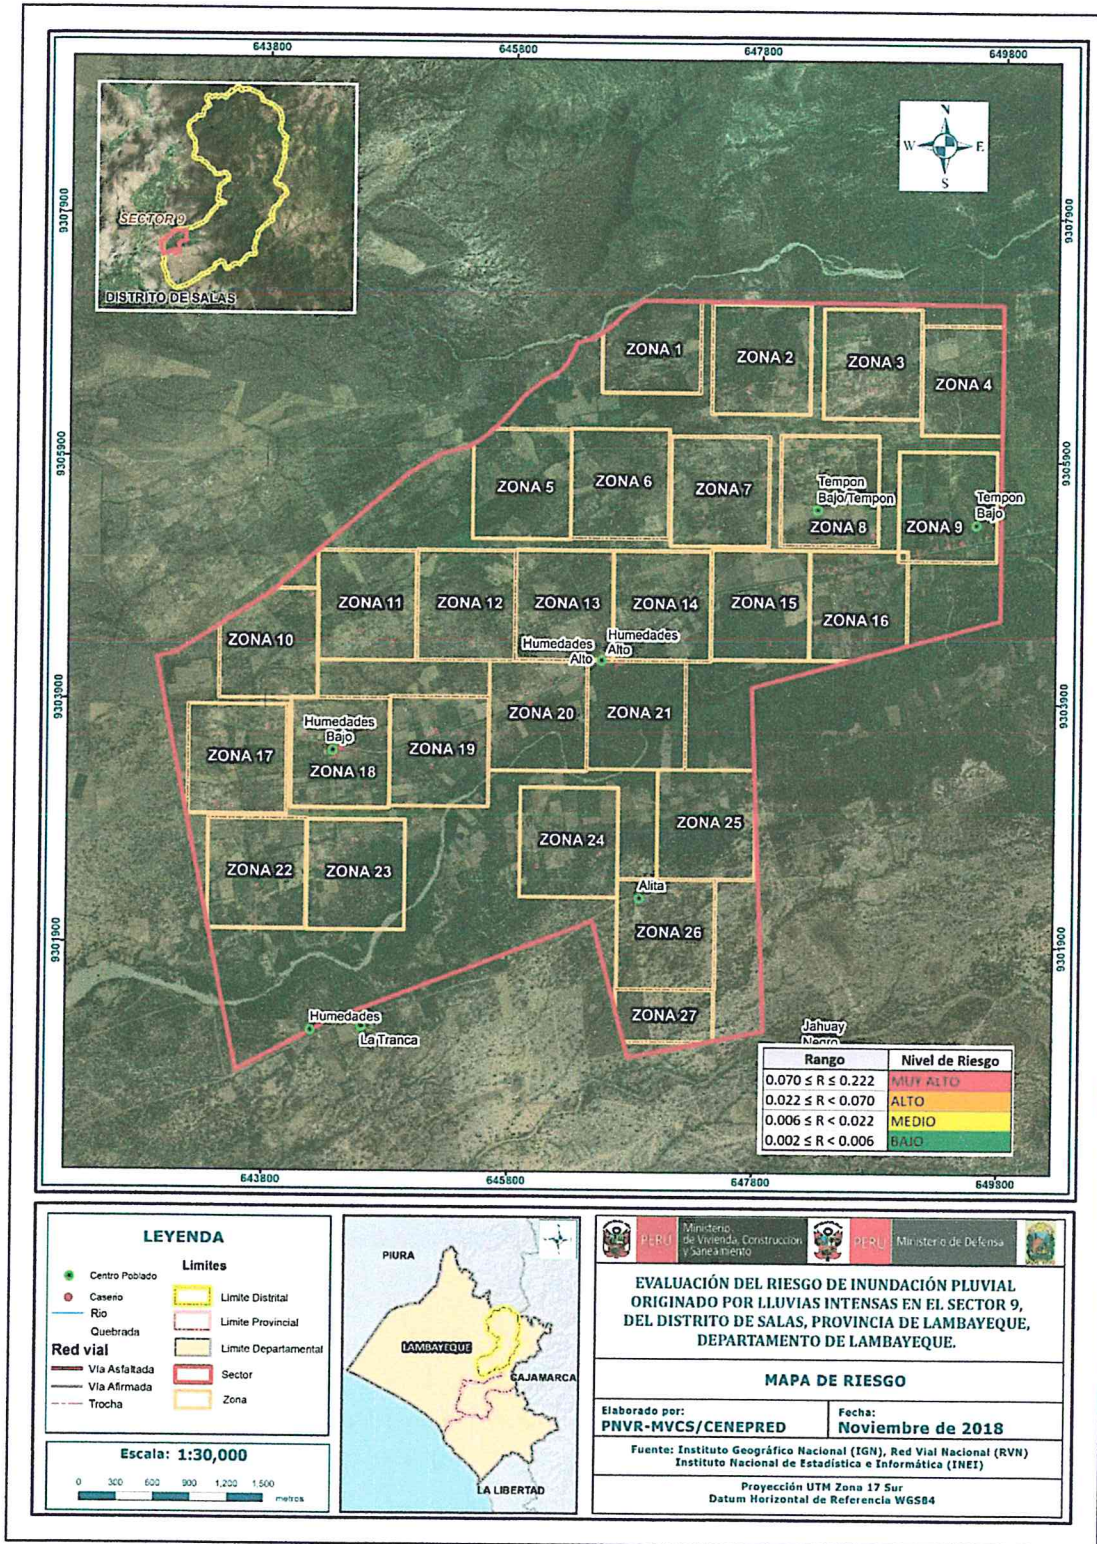 643800
645800
647800
649800
9307900
9307900
SECTOR 9
DISTRITO DE SALAS
N
W
E
S
ZONA 1
ZONA 2
ZONA 3
ZONA 4
9305900
9305900
ZONA 5
ZONA 6
ZONA 7
Tempon
Bajo/Tempon
ZONA 8
ZONA 9
Tempon
Bajo
ZONA 10
ZONA 11
ZONA 12
ZONA 13
ZONA 14
ZONA 15
ZONA 16
Humedades
Alto
Humedades
Alto
9303900
9303900
ZONA 17
Humedades
Bajo
ZONA 18
ZONA 19
ZONA 20
ZONA 21
ZONA 22
ZONA 23
ZONA 24
ZONA 25
Alita
ZONA 26
9301900
9301900
ZONA 27
Humedades
La Tranca
Jahuay
Negro
Rango
Nivel de Riesgo
0.070 ≤ R ≤ 0.222
MUY ALTO
0.022 ≤ R < 0.070
ALTO
0.006 ≤ R < 0.022
MEDIO
0.002 ≤ R < 0.006
BAJO
643800
645800
647800
649800
LEYENDA
Centro Poblado
Caserio
Rio
Quebrada
Red vial
Vía Asfaltada
Vía Afirmada
Trocha
Limites
Limite Distrital
Limite Provincial
Limite Departamental
Sector
Zona
Escala: 1:30,000
0 300 600 900 1,200 1,500
metros
PIURA
LAMBAYEQUE
CAJAMARCA
LA LIBERTAD
PERÚ
Ministerio
de Vivienda, Construcción
y Saneamiento
PERÚ
Ministerio de Defensa
EVALUACIÓN DEL RIESGO DE INUNDACIÓN PLUVIAL
ORIGINADO POR LLUVIAS INTENSAS EN EL SECTOR 9,
DEL DISTRITO DE SALAS, PROVINCIA DE LAMBAYEQUE,
DEPARTAMENTO DE LAMBAYEQUE.
MAPA DE RIESGO
Elaborado por:
PNVR-MVCS/CENEPRED
Fecha:
Noviembre de 2018
Fuente: Instituto Geográfico Nacional (IGN), Red Vial Nacional (RVN)
Instituto Nacional de Estadística e Informática (INEI)
Proyección UTM Zona 17 Sur
Datum Horizontal de Referencia WGS84